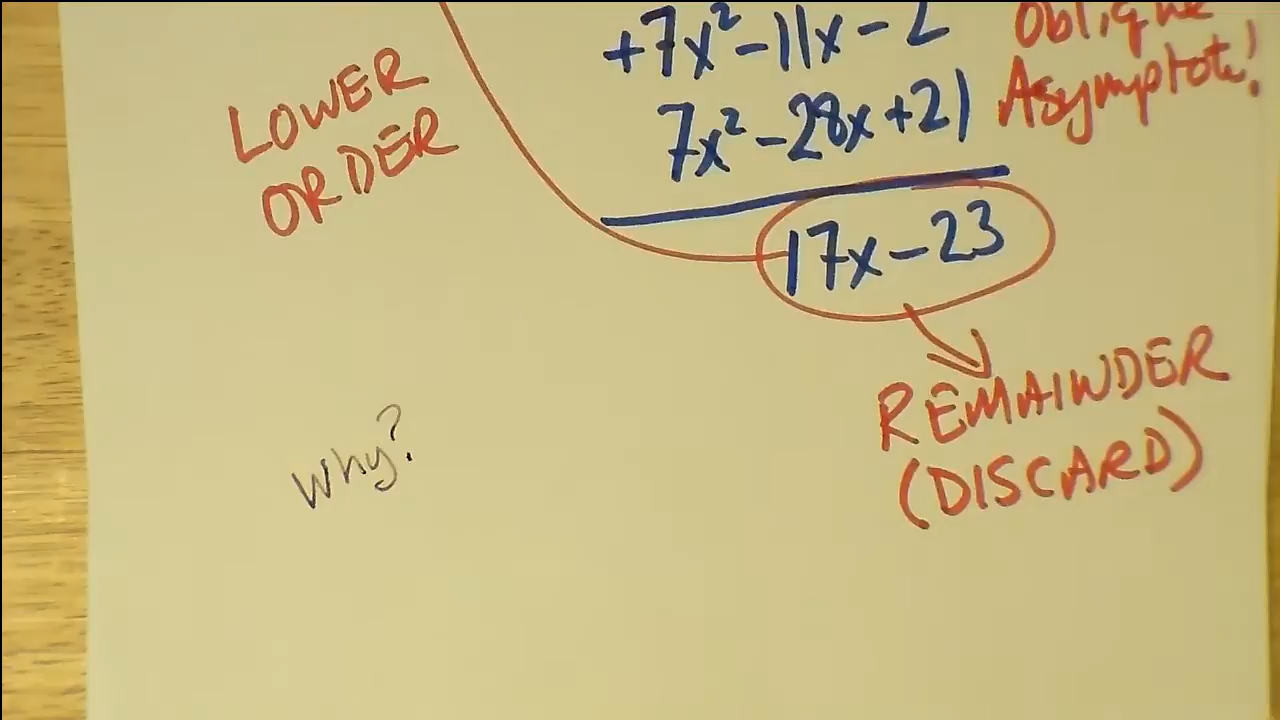 +7x²-11x-2
Oblique
Asymptote!
LOWER
ORDER
7x²-28x+21
17x-23
REMAINDER
(DISCARD)
Why?